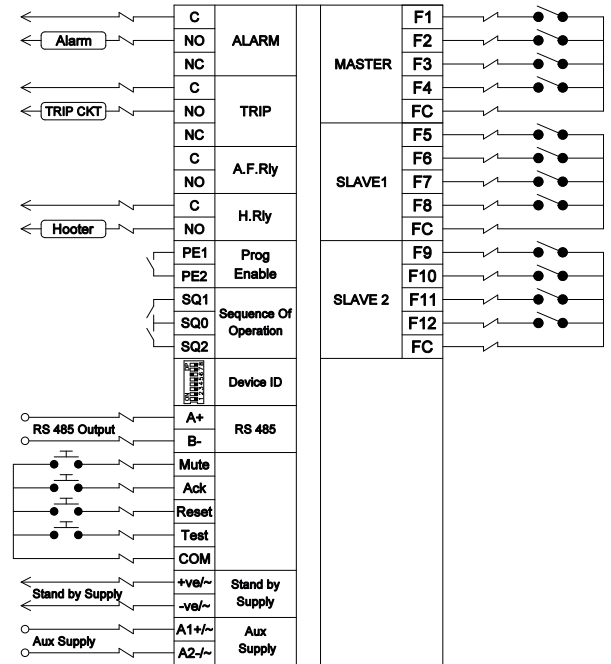 C
NO
NC
ALARM
Alarm
C
NO
NC
TRIP
TRIP CKT
C
NO
A.F.Rly
C
NO
H.Rly
Hooter
PE1
PE2
Prog
Enable
SQ1
SQ0
SQ2
Sequence Of
Operation
Device ID
A+
B-
RS 485
RS 485 Output
Mute
Ack
Reset
Test
COM
+ve/~
-ve/~
Stand by
Supply
Stand by Supply
A1+/~
A2-/~
Aux
Supply
Aux Supply
MASTER
F1
F2
F3
F4
FC
SLAVE1
F5
F6
F7
F8
FC
SLAVE 2
F9
F10
F11
F12
FC